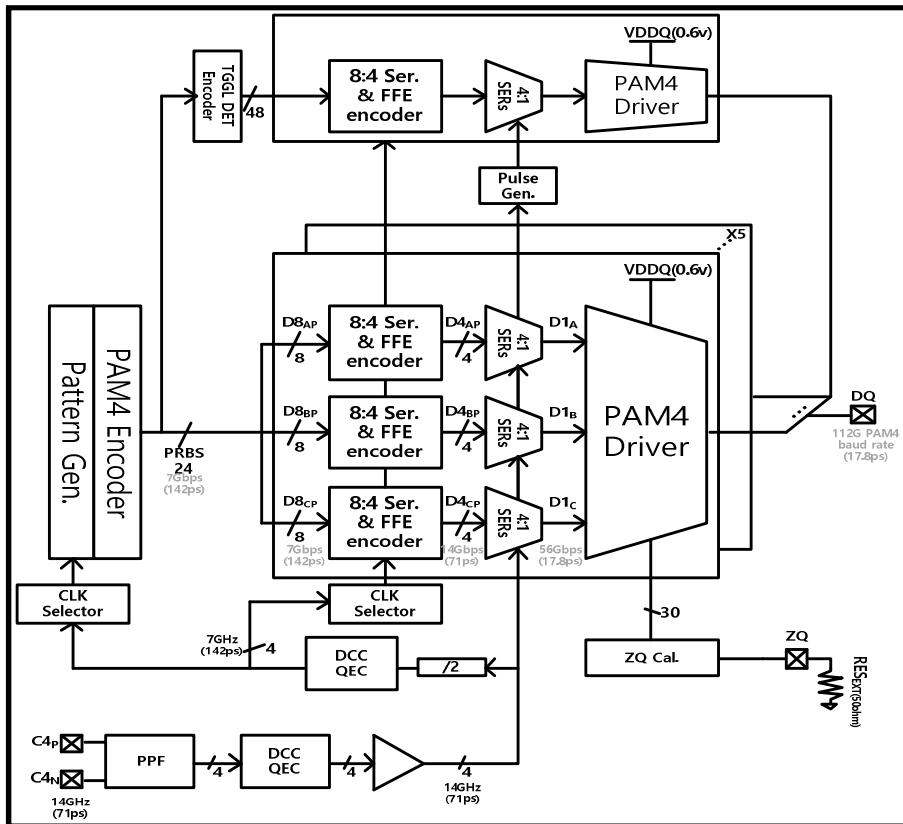 VDDQ(0.6v)
TGGL DET
Encoder
48
8:4 Ser.
& FFE
encoder
4:1
SERs
PAM4
Driver
Pulse
Gen.
X5
VDDQ(0.6v)
Pattern Gen.
PAM4 Encoder
PRBS
24
7Gbps
(142ps)
D8AP
8
8:4 Ser.
& FFE
encoder
D4AP
4
4:1
SERs
D1A
D8BP
8
8:4 Ser.
& FFE
encoder
D4BP
4
4:1
SERs
D1B
D8CP
8
7Gbps
(142ps)
8:4 Ser.
& FFE
encoder
D4CP
4
14Gbps
(71ps)
4:1
SERs
D1C
56Gbps
(17.8ps)
PAM4
Driver
DQ
112G PAM4
baud rate
(17.8ps)
CLK
Selector
CLK
Selector
7GHz
(142ps)
4
DCC
QEC
/2
30
ZQ Cal.
ZQ
RESEXT(50ohm)
C4P
C4N
14GHz
(71ps)
PPF
4
DCC
QEC
4
4
14GHz
(71ps)